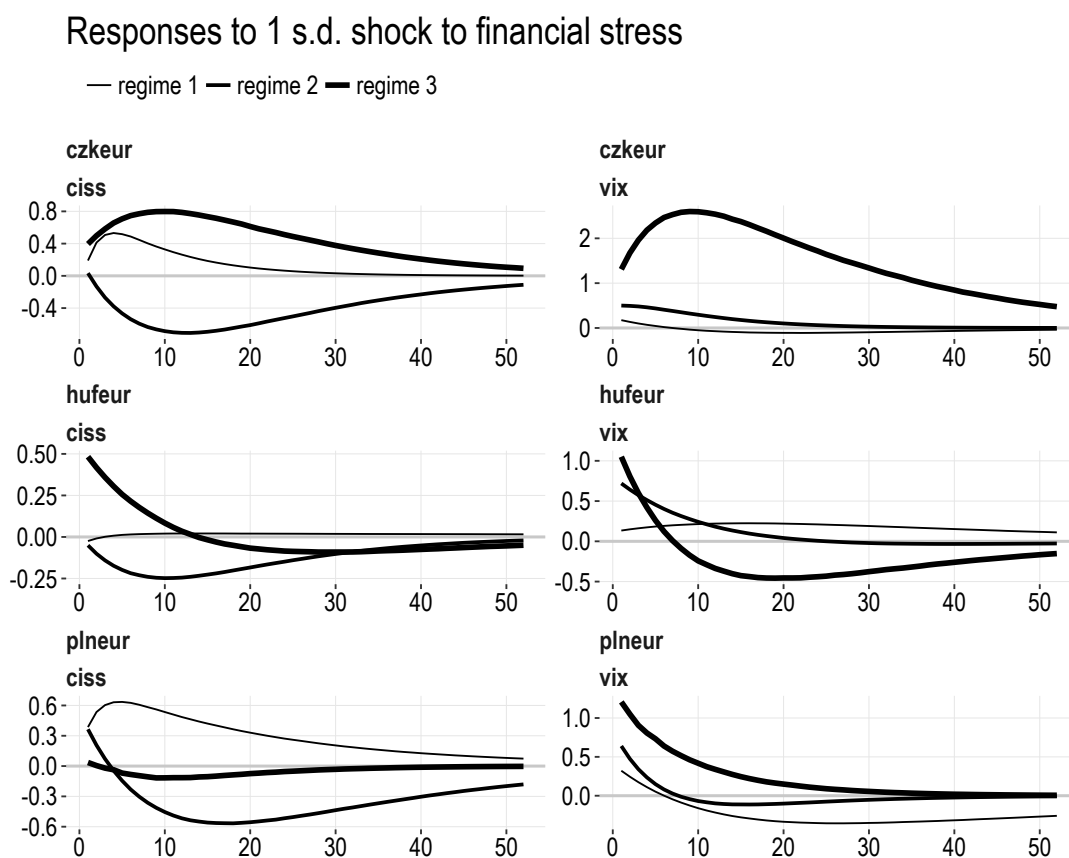 Responses to 1 s.d. shock to financial stress
regime 1 regime 2 regime 3
czkeur
ciss
0.8
0.4
0.0
-0.4
0 10 20 30 40 50
czkeur
vix
2
1
0
0 10 20 30 40 50
hufeur
ciss
0.50
0.25
0.00
-0.25
0 10 20 30 40 50
hufeur
vix
1.0
0.5
0.0
-0.5
0 10 20 30 40 50
plneur
ciss
0.6
0.3
0.0
-0.3
-0.6
0 10 20 30 40 50
plneur
vix
1.0
0.5
0.0
0 10 20 30 40 50